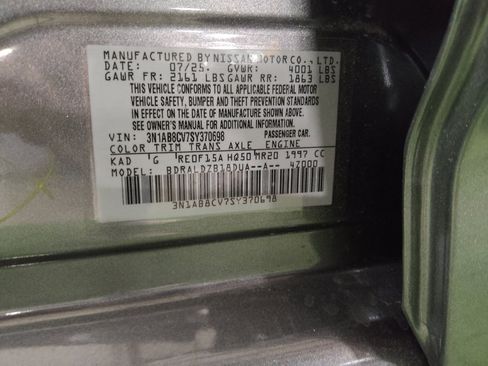 MANUFACTURED BY NISSAN MOTOR CO., LTD.
DATE: 07/25 GVWR: 4001 LBS
GAWR FR: 2161 LBS GAWR RR: 1863 LBS
THIS VEHICLE CONFORMS TO ALL APPLICABLE FEDERAL MOTOR
VEHICLE SAFETY, BUMPER AND THEFT PREVENTION STANDARDS
IN EFFECT ON THE DATE OF MANUFACTURE SHOWN ABOVE.
SEE OWNER'S MANUAL FOR ADDITIONAL INFORMATION.
VIN: 3N1AB8CV7SY370698 PASSENGER CAR.
COLOR TRIM TRANS AXLE ENGINE
KAD G RE0F15A HQ50 MR20 1997 CC
MODEL: BDRALDZB18DUA--A-- 47000
3N1AB8CV7SY370698